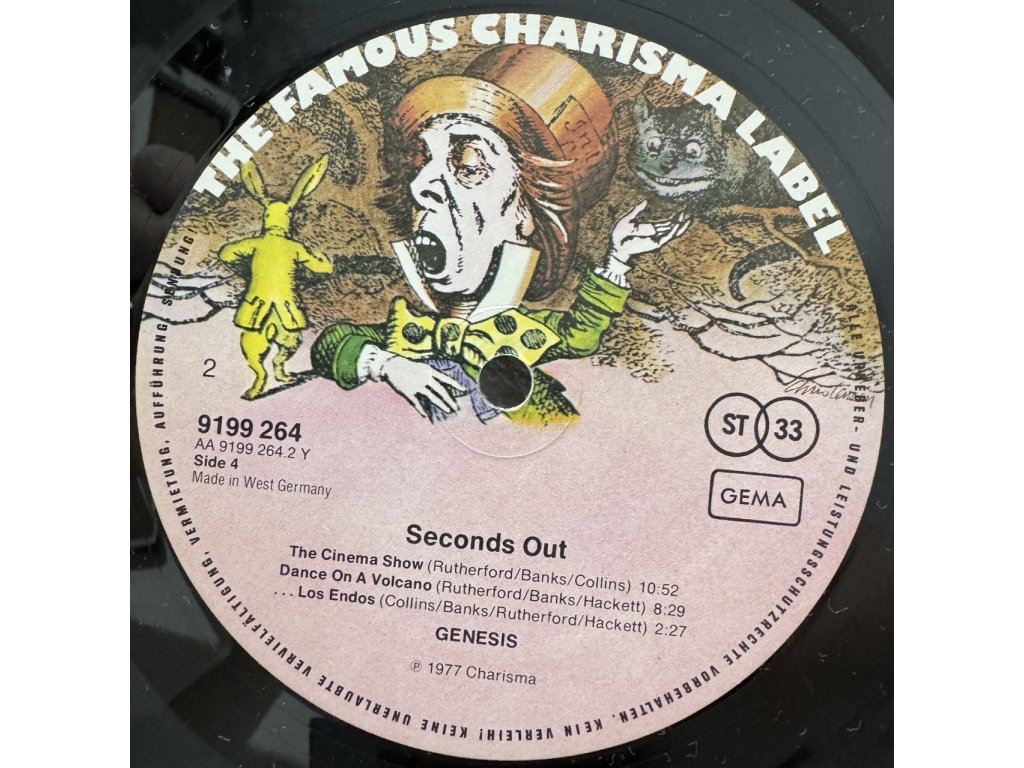 THE FAMOUS CHARISMA LABEL
2
9199 264
AA 9199 264.2 Y
Side 4
Made in West Germany
ST 33
GEMA
Seconds Out
The Cinema Show (Rutherford/Banks/Collins) 10:52
Dance On A Volcano (Rutherford/Banks/Hackett) 8:29
... Los Endos (Collins/Banks/Rutherford/Hackett) 2:27
GENESIS
℗ 1977 Charisma
ALLE URHEBER- UND LEISTUNGSSCHUTZRECHTE VORBEHALTEN. KEIN VERLEIH! KEINE UNERLAUBTE VERVIELFÄLTIGUNG, VERMIETUNG, AUFFÜHRUNG, SENDUNG!